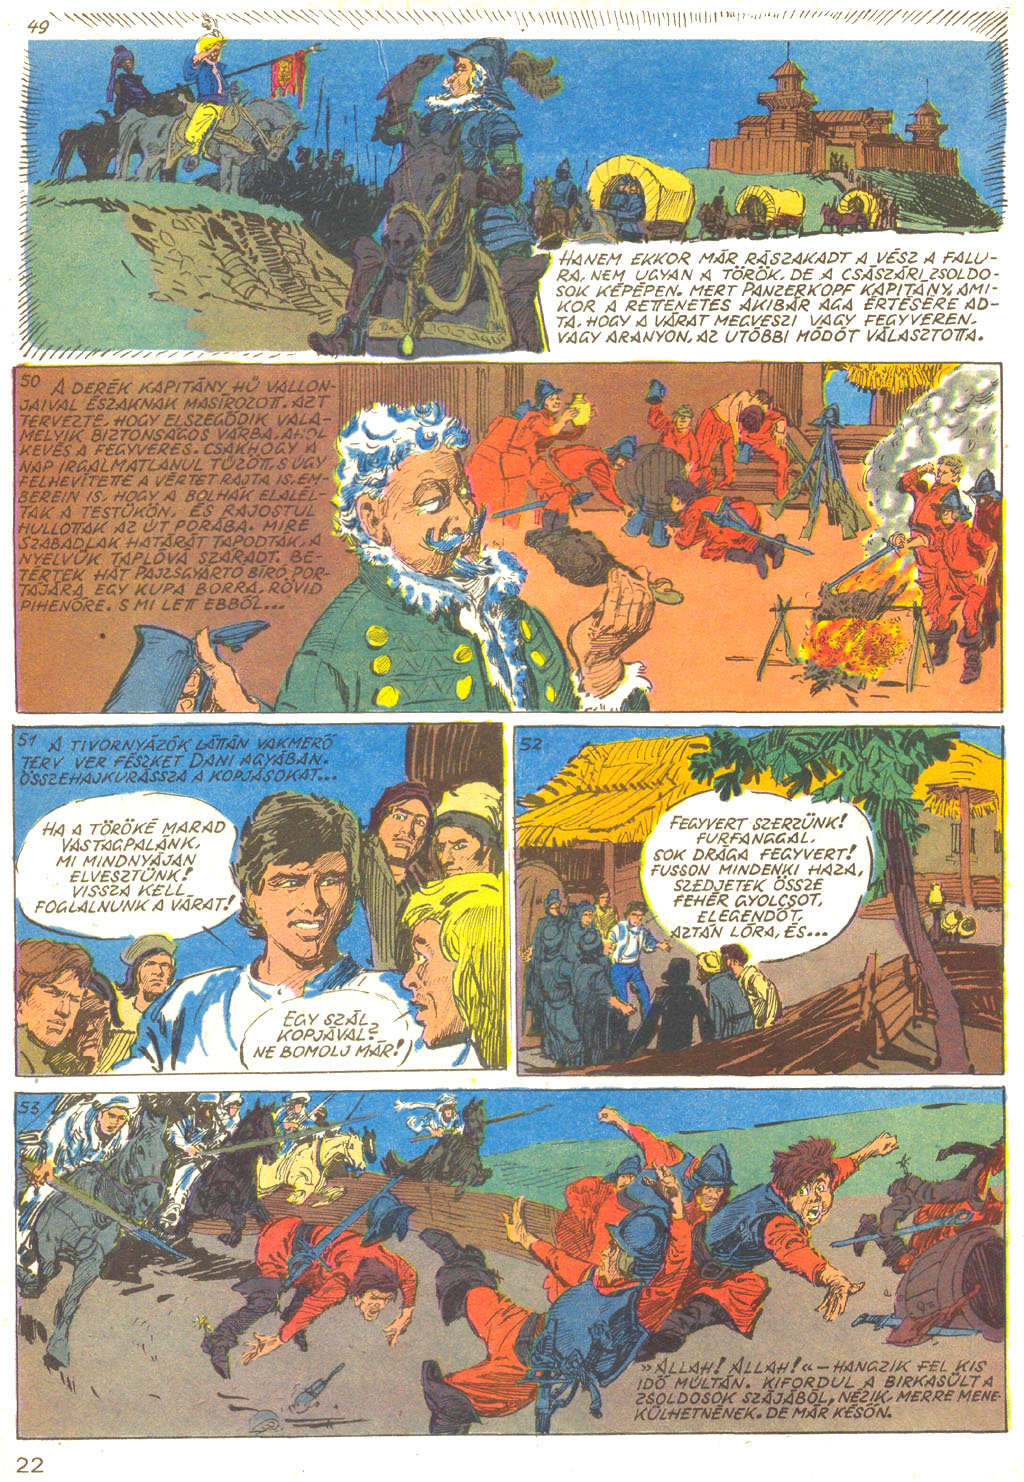 49
HANEM EKKOR MÁR RÁSZAKADT A VÉSZ A FALU-
RA, NEM UGYAN A TÖRÖK, DE A CSÁSZÁRI ZSOLDO-
SOK KÉPÉPEN. MERT PANZERKOPF KAPITÁNY, AMI-
KOR A RETTENETES AKIBÁR AGA ÉRTÉSÉRE AD-
TA, HOGY A VÁRAT MEGVESZI VAGY FEGYVEREN,
VAGY ARANYON, AZ UTÓBBI MÓDOT VÁLASZTOTTA.
50
A DERÉK KAPITÁNY HŰ VALLON-
JAIVAL ÉSZAKNAK MASÍROZOTT. AZT
TERVEZTE, HOGY ELSZEGŐDIK VALA-
MELYIK BIZTONSÁGOS VÁRBA, AHOL
KEVÉS A FEGYVERES. CSAKHOGY A
NAP IRGALMATLANUL TŰZÖTT, S ÚGY
FELHEVÍTETTE A VÉRTET RAJTA IS, EM-
BEREIN IS, HOGY A BOLHÁK ELALÉL-
TAK A TESTÜKÖN, ÉS RAJOSTUL
HULLOTTAK AZ ÚT PORÁBA. MIRE
SZABADLAK HATÁRÁT TAPODTÁK, A
NYELVÜK TAPLÓVÁ SZÁRADT. BE-
TÉRTEK HÁT PAJZSGYÁRTÓ BÍRÓ POR-
TÁJÁRA EGY KUPA BORRA, RÖVID
PIHENŐRE. S MI LETT EBBŐL...
51 A TIVORNYÁZÓK LÁTTÁN VAKMERŐ
TERV VER FÉSZKET DANI AGYÁBAN.
ÖSSZEHAJKURÁSSZA A KOPJÁSOKAT...
HA A TÖRÖKÉ MARAD
VASTAGPALÁNK,
MI MINDNYÁJAN
ELVESZTÜNK!
VISSZA KELL
FOGLALNUNK A VÁRAT!
EGY SZÁL
KOPJÁVAL?
NE BOMOLJ MÁR!
52
FEGYVERT SZERZÜNK!
FURFANGGAL.
SOK DRÁGA FEGYVERT!
FUSSON MINDENKI HAZA,
SZEDJETEK ÖSSZE
FEHÉR GYOLCSOT,
ELEGENDŐT,
AZTÁN LÓRA, ÉS...
53
»ALLAH! ALLAH!« – HANGZIK FEL KIS
IDŐ MÚLTÁN. KIFORDUL A BIRKASÜLT A
ZSOLDOSOK SZÁJÁBÓL, NÉZIK, MERRE MENE-
KÜLHETNÉNEK. DE MÁR KÉSŐN.
22